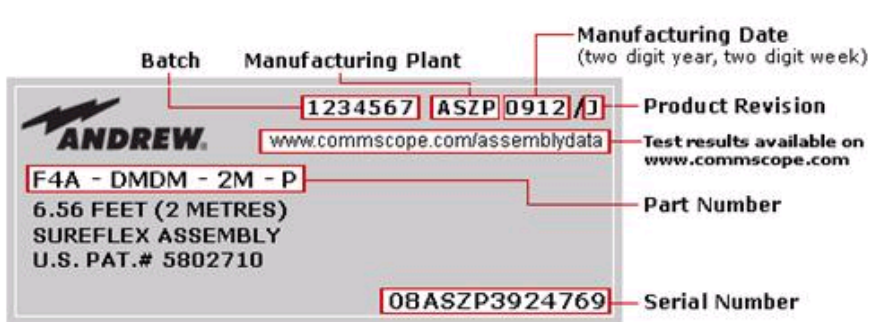 Manufacturing Date
(two digit year, two digit week)
Batch Manufacturing Plant
1234567 ASZP 0912 /J Product Revision
ANDREW.
www.commscope.com/assemblydata
Test results available on
www.commscope.com
F4A - DMDM - 2M - P
Part Number
6.56 FEET (2 METRES)
SUREFLEX ASSEMBLY
U.S. PAT.# 5802710
08ASZP3924769 Serial Number